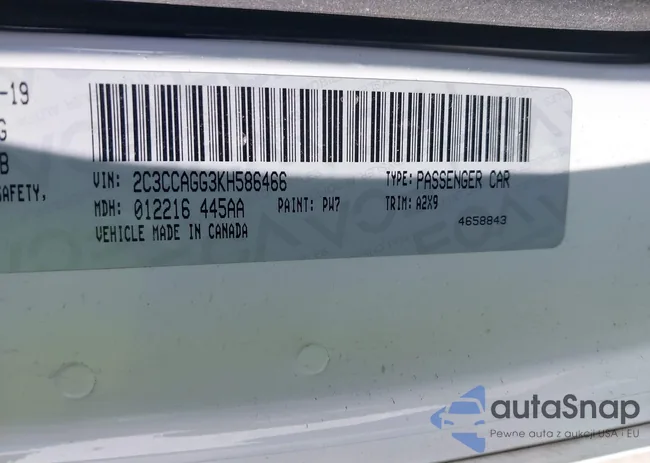 -19
G
B
SAFETY,
VIN: 2C3CCAGG3KH586466 TYPE: PASSENGER CAR
MDH: 012216 445AA PAINT: PW7 TRIM: A2X9
VEHICLE MADE IN CANADA 4658843
autoSnap
Pewne auta z aukcji USA i EU